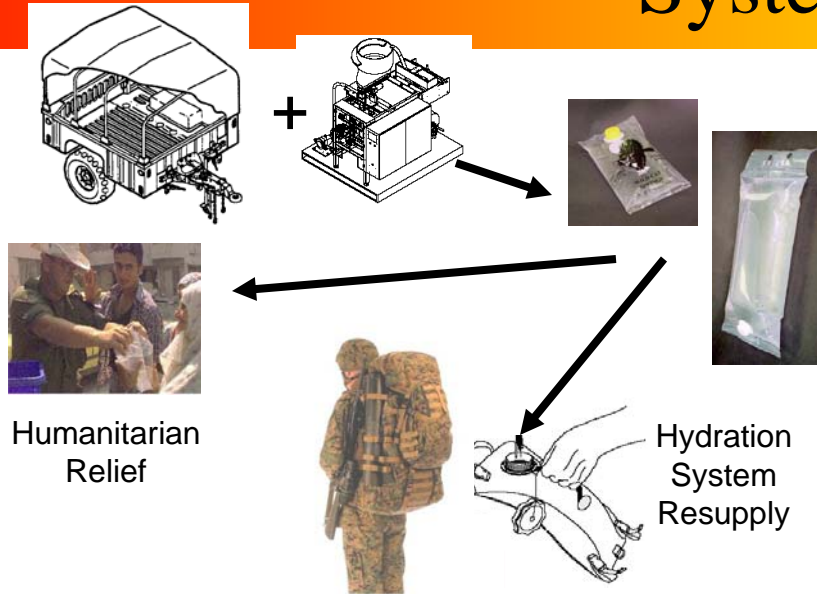 Syste
+
Humanitarian
Relief
Hydration
System
Resupply